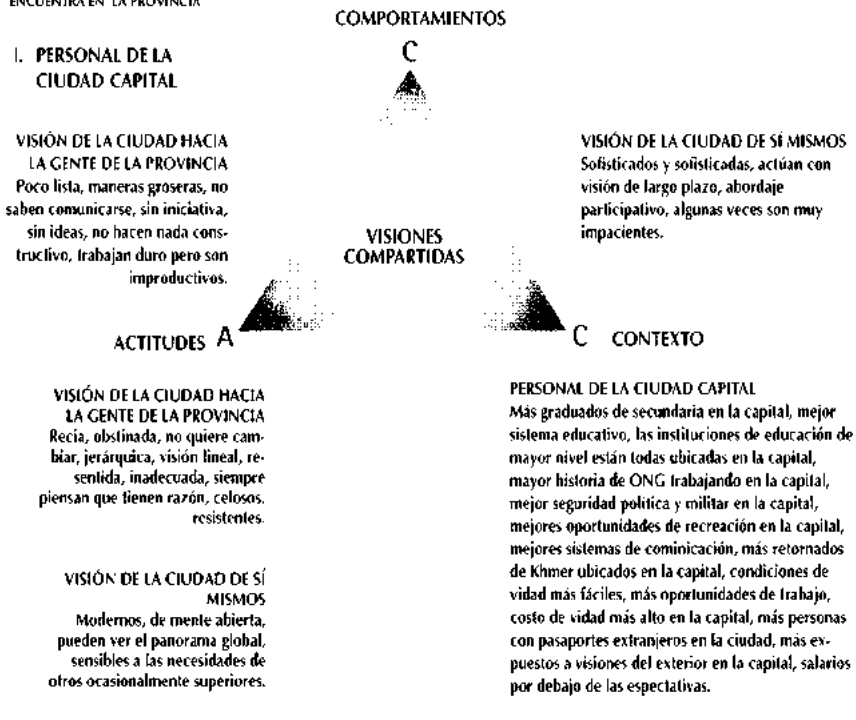 ENCUENTRA EN LA PROVINCIA
COMPORTAMIENTOS
C
I. PERSONAL DE LA
CIUDAD CAPITAL
VISIÓN DE LA CIUDAD HACIA
LA GENTE DE LA PROVINCIA
Poco lista, maneras groseras, no
saben comunicarse, sin iniciativa,
sin ideas, no hacen nada cons-
tructivo, trabajan duro pero son
improductivos.
VISIÓN DE LA CIUDAD DE SÍ MISMOS
Sofisticados y sofisticadas, actúan con
visión de largo plazo, abordaje
participativo, algunas veces son muy
impacientes.
VISIONES
COMPARTIDAS
ACTITUDES A
C CONTEXTO
VISIÓN DE LA CIUDAD HACIA
LA GENTE DE LA PROVINCIA
Recia, obstinada, no quiere cam-
biar, jerárquica, visión lineal, re-
sentida, inadecuada, siempre
piensan que tienen razón, celosos,
resistentes.
VISIÓN DE LA CIUDAD DE SÍ
MISMOS
Modernos, de mente abierta,
pueden ver el panorama global,
sensibles a las necesidades de
otros ocasionalmente superiores.
PERSONAL DE LA CIUDAD CAPITAL
Más graduados de secundaria en la capital, mejor
sistema educativo, las instituciones de educación de
mayor nivel están todas ubicadas en la capital,
mayor historia de ONG trabajando en la capital,
mejor seguridad política y militar en la capital,
mejores oportunidades de recreación en la capital,
mejores sistemas de cominicación, más retornados
de Khmer ubicados en la capital, condiciones de
vidad más fáciles, más oportunidades de trabajo,
costo de vidad más alto en la capital, más personas
con pasaportes extranjeros en la ciudad, más ex-
puestos a visiones del exterior en la capital, salarios
por debajo de las espectativas.